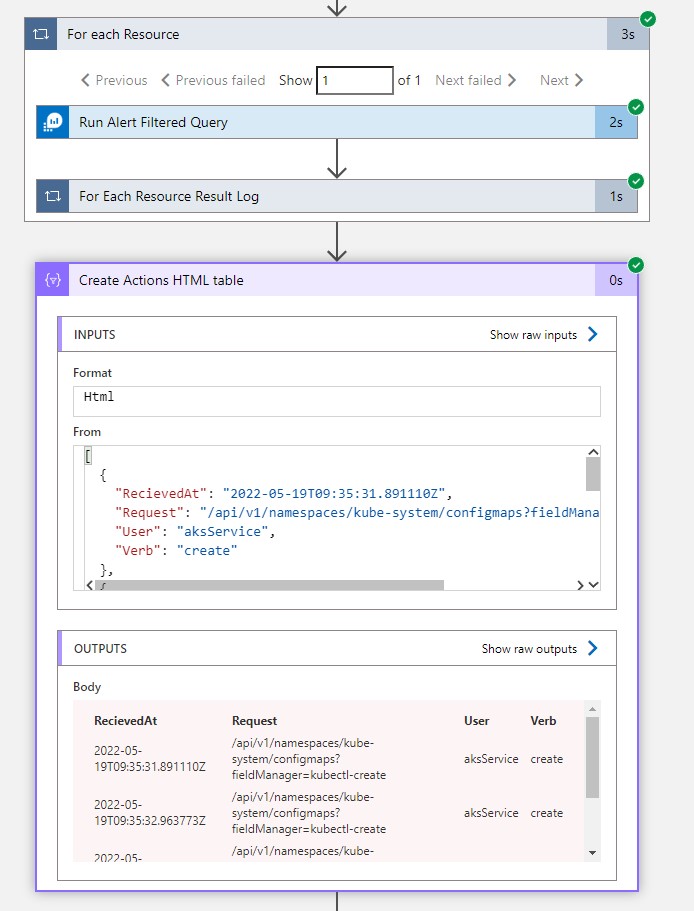 For each Resource 3s
Previous Previous failed Show 1 of 1 Next failed Next
Run Alert Filtered Query 2s
For Each Resource Result Log 1s
{▿} Create Actions HTML table 0s
INPUTS Show raw inputs
Format
Html
From
[
{
"RecievedAt": "2022-05-19T09:35:31.891110Z",
"Request": "/api/v1/namespaces/kube-system/configmaps?fieldMana
"User": "aksService",
"Verb": "create"
},
{
OUTPUTS Show raw outputs
Body
RecievedAt Request User Verb
2022-05-
19T09:35:31.891110Z
/api/v1/namespaces/kube-
system/configmaps?
fieldManager=kubectl-create
aksService create
2022-05-
19T09:35:32.963773Z
/api/v1/namespaces/kube-
system/configmaps?
fieldManager=kubectl-create
aksService create
2022-05-
/api/v1/namespaces/kube-